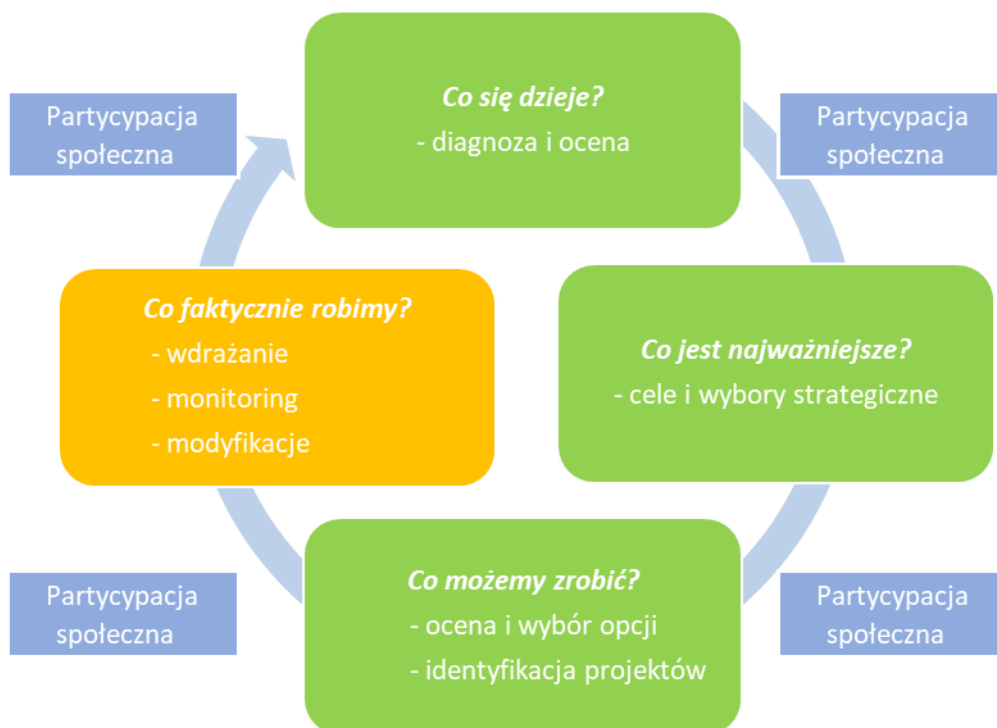 Co się dzieje?
- diagnoza i ocena
Partycypacja
społeczna
Partycypacja
społeczna
Co faktycznie robimy?
- wdrażanie
- monitoring
- modyfikacje
Co jest najważniejsze?
- cele i wybory strategiczne
Co możemy zrobić?
- ocena i wybór opcji
- identyfikacja projektów
Partycypacja
społeczna
Partycypacja
społeczna